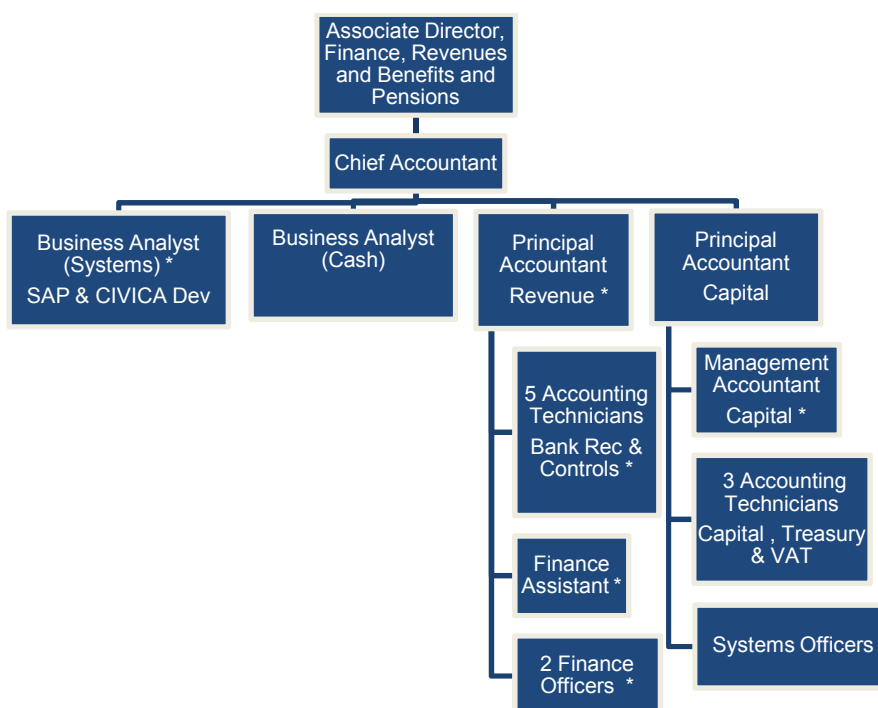 Associate Director,
Finance, Revenues
and Benefits and
Pensions
Chief Accountant
Business Analyst
(Systems) *
SAP & CIVICA Dev
Business Analyst
(Cash)
Principal
Accountant
Revenue *
Principal
Accountant
Capital
5 Accounting
Technicians
Bank Rec &
Controls *
Finance
Assistant *
2 Finance
Officers *
Management
Accountant
Capital *
3 Accounting
Technicians
Capital , Treasury
& VAT
Systems Officers